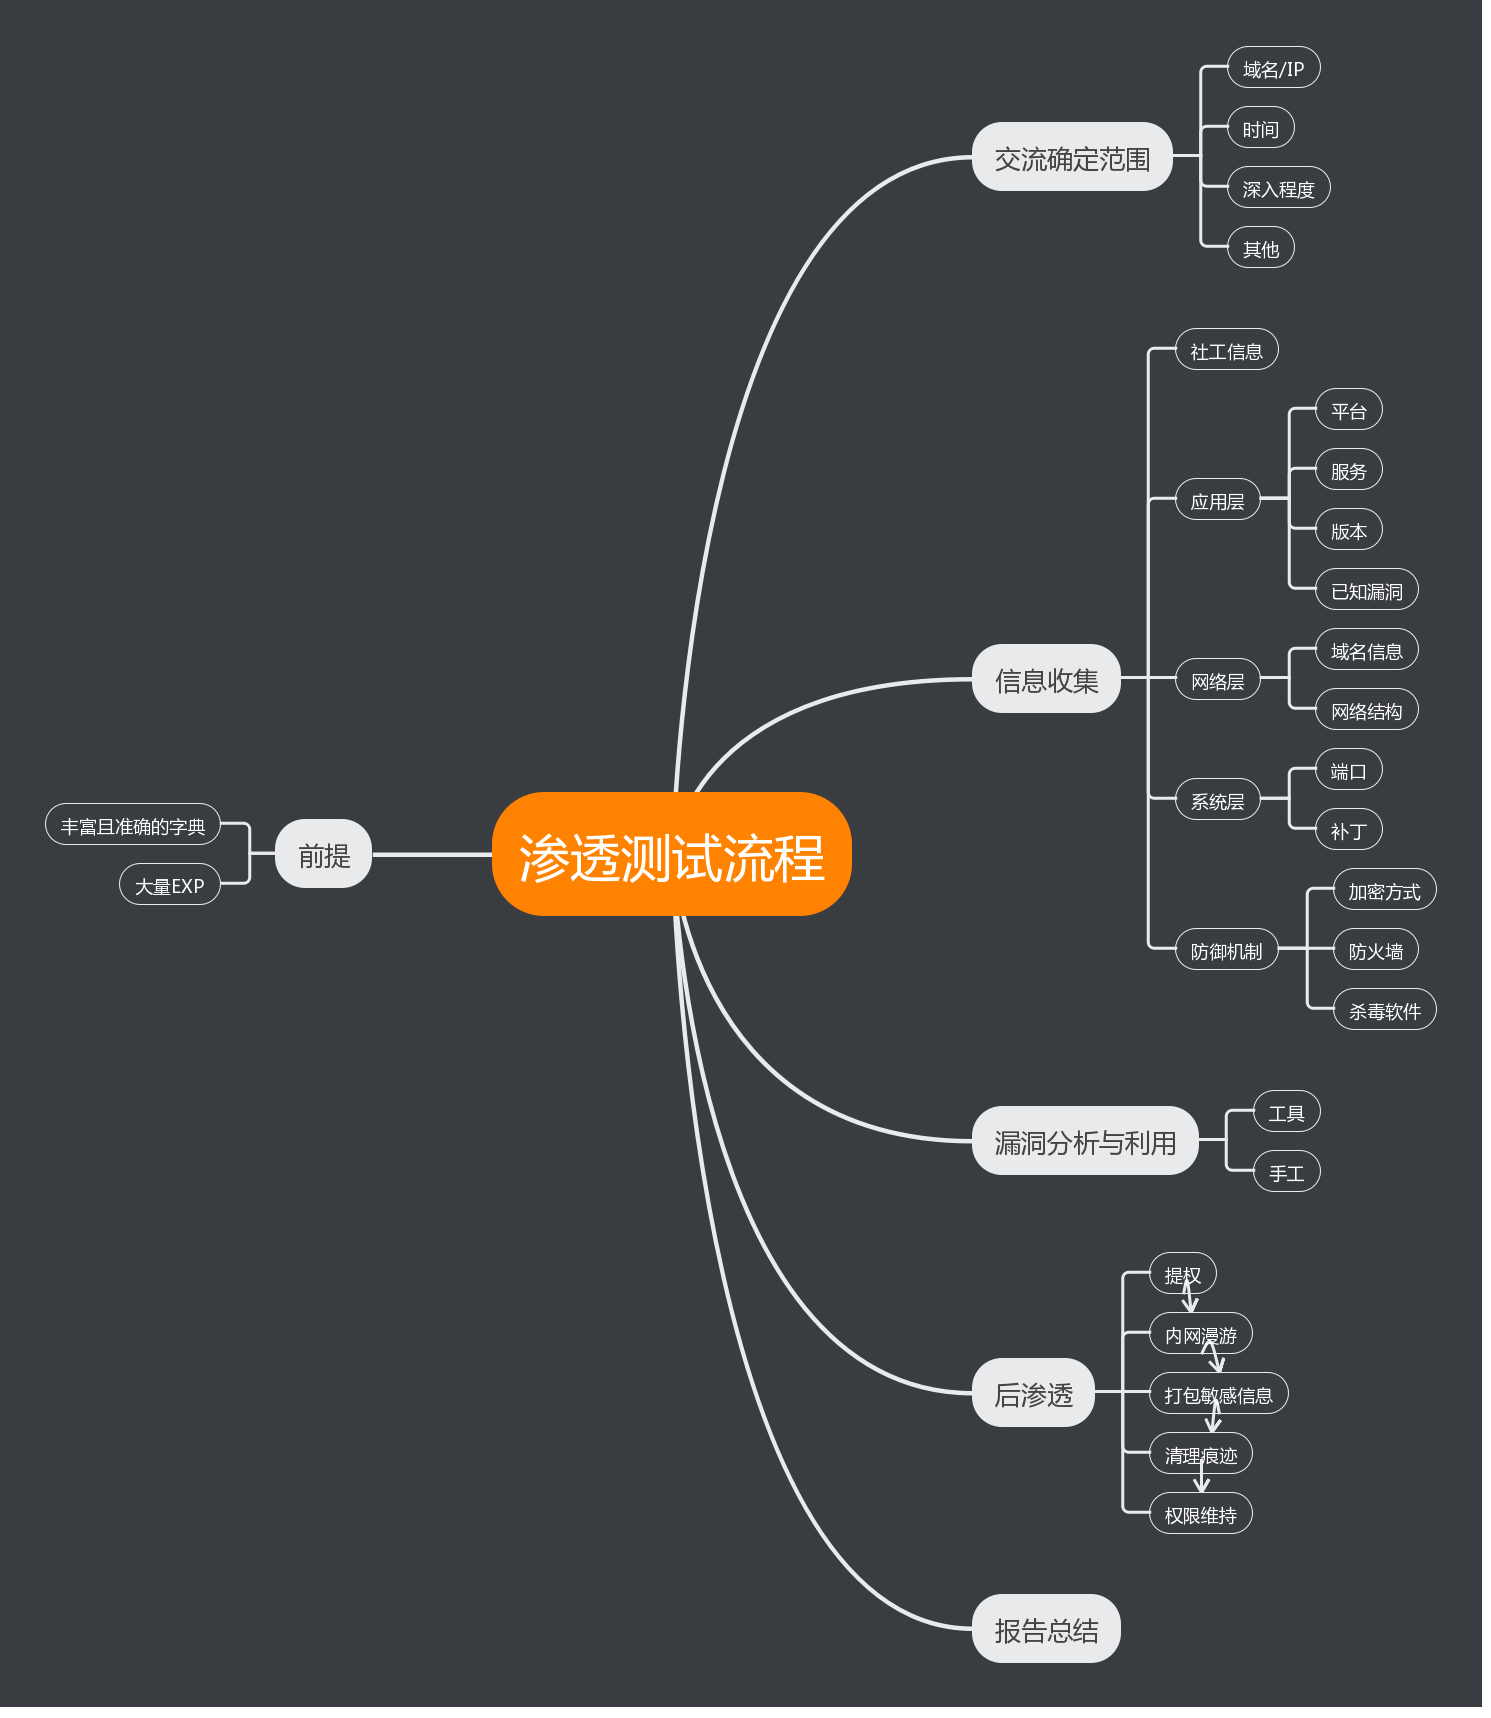 渗透测试流程
前提
丰富且准确的字典
大量EXP
交流确定范围
域名/IP
时间
深入程度
其他
信息收集
社工信息
应用层
平台
服务
版本
已知漏洞
网络层
域名信息
网络结构
系统层
端口
补丁
防御机制
加密方式
防火墙
杀毒软件
漏洞分析与利用
工具
手工
后渗透
提权
内网漫游
打包敏感信息
清理痕迹
权限维持
报告总结